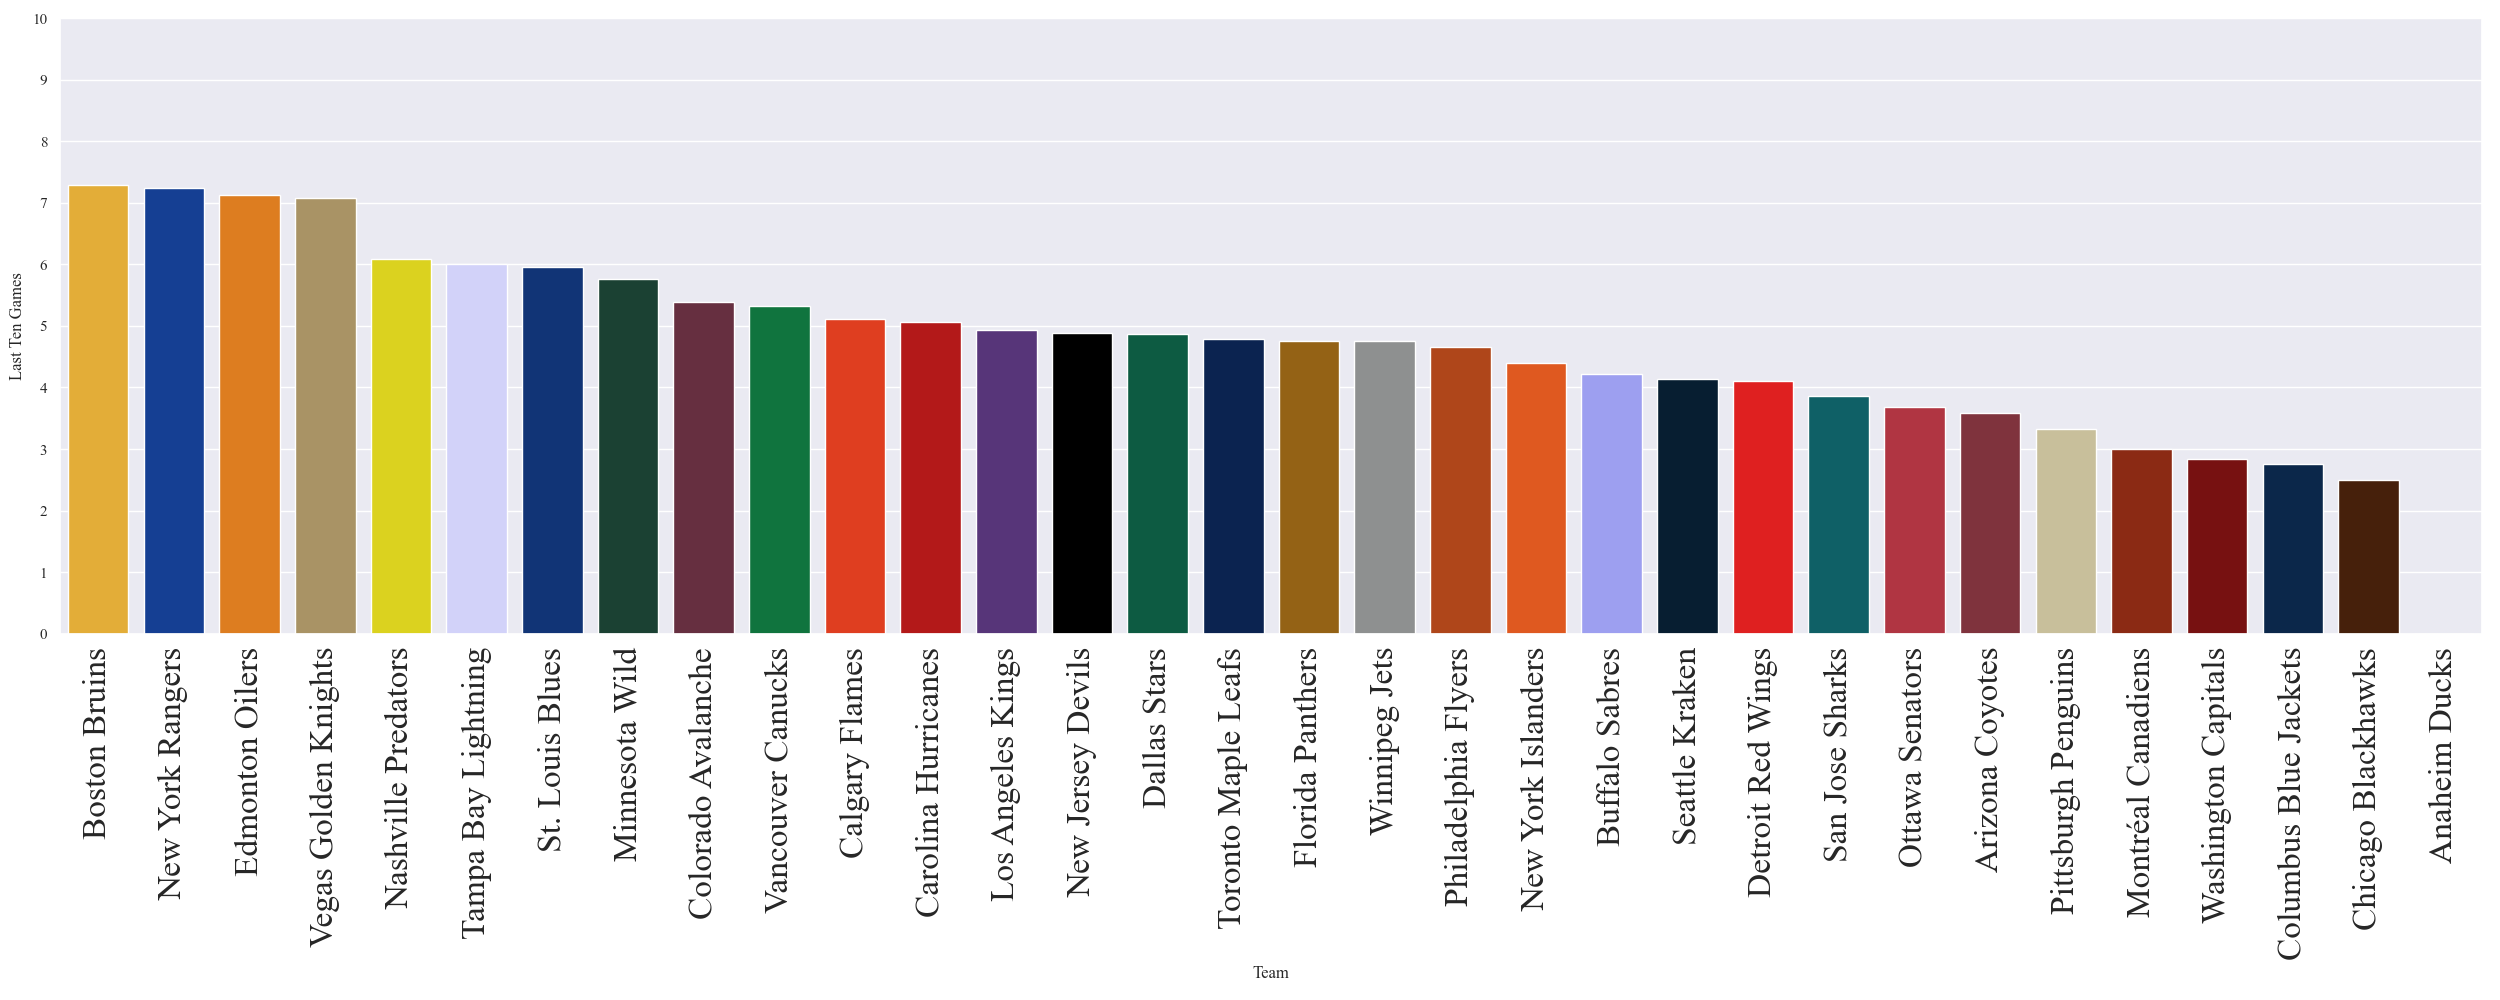 10
9
8
7
6
5
4
3
2
1
0
Last Ten Games
Boston Bruins
New York Rangers
Edmonton Oilers
Vegas Golden Knights
Nashville Predators
Tampa Bay Lightning
St. Louis Blues
Minnesota Wild
Colorado Avalanche
Vancouver Canucks
Calgary Flames
Carolina Hurricanes
Los Angeles Kings
New Jersey Devils
Dallas Stars
Toronto Maple Leafs
Florida Panthers
Winnipeg Jets
Philadelphia Flyers
New York Islanders
Buffalo Sabres
Seattle Kraken
Detroit Red Wings
San Jose Sharks
Ottawa Senators
Arizona Coyotes
Pittsburgh Penguins
Montréal Canadiens
Washington Capitals
Columbus Blue Jackets
Chicago Blackhawks
Anaheim Ducks
Team